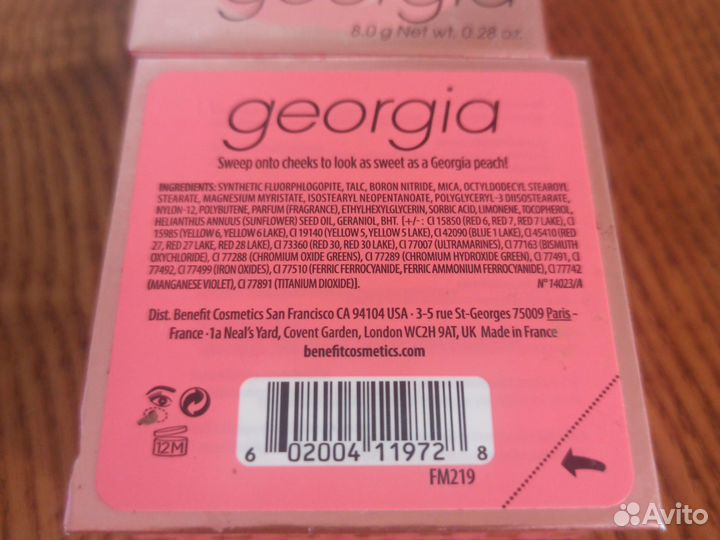 georgia
8.0 g Net wt. 0.28 oz.
georgia
Sweep onto cheeks to look as sweet as a Georgia peach!
INGREDIENTS: SYNTHETIC FLUORPHLOGOPITE, TALC, BORON NITRIDE, MICA, OCTYLDODECYL STEAROYL
STEARATE, MAGNESIUM MYRISTATE, ISOSTEARYL NEOPENTANOATE, POLYGLYCERYL-3 DIISOSTEARATE,
NYLON-12, POLYBUTENE, PARFUM (FRAGRANCE), ETHYLHEXYLGLYCERIN, SORBIC ACID, LIMONENE, TOCOPHEROL,
HELIANTHUS ANNUUS (SUNFLOWER) SEED OIL, GERANIOL, BHT. [+/-: CI 15850 (RED 6, RED 7, RED 7 LAKE), CI
15985 (YELLOW 6, YELLOW 6 LAKE), CI 19140 (YELLOW 5, YELLOW 5 LAKE), CI 42090 (BLUE 1 LAKE), CI 45410 (RED
27, RED 27 LAKE, RED 28 LAKE), CI 73360 (RED 30, RED 30 LAKE), CI 77007 (ULTRAMARINES), CI 77163 (BISMUTH
OXYCHLORIDE), CI 77288 (CHROMIUM OXIDE GREENS), CI 77289 (CHROMIUM HYDROXIDE GREEN), CI 77491, CI
77492, CI 77499 (IRON OXIDES), CI 77510 (FERRIC FERROCYANIDE, FERRIC AMMONIUM FERROCYANIDE), CI 77742
(MANGANESE VIOLET), CI 77891 (TITANIUM DIOXIDE)]. N° 14023/A
Dist. Benefit Cosmetics San Francisco CA 94104 USA · 3-5 rue St-Georges 75009 Paris -
France · 1a Neal's Yard, Covent Garden, London WC2H 9AT, UK Made in France
benefitcosmetics.com
12M
6 02004 11972 8
FM219
Avito